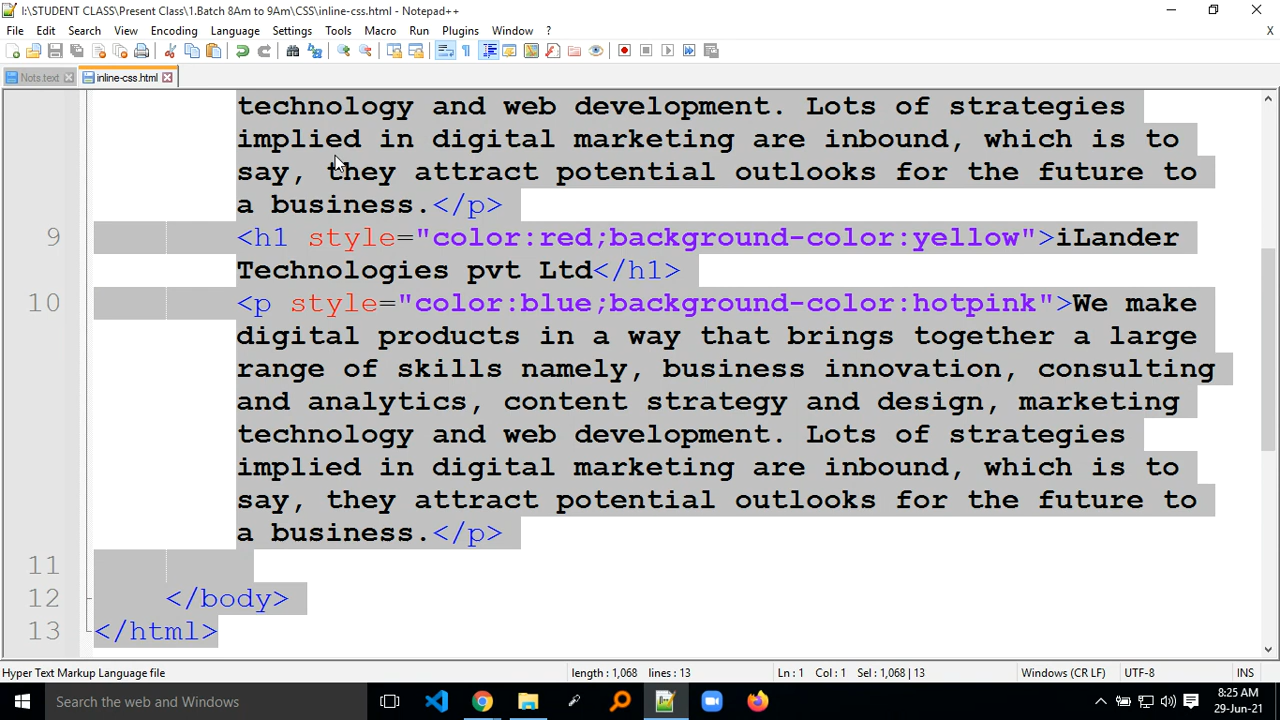 I:\STUDENT CLASS\Present Class\1.Batch 8Am to 9Am\CSS\inline-css.html - Notepad++
File Edit Search View Encoding Language Settings Tools Macro Run Plugins Window ? X
Nots.text inline-css.html
technology and web development. Lots of strategies
implied in digital marketing are inbound, which is to
say, they attract potential outlooks for the future to
a business.</p>
9 <h1 style="color:red;background-color:yellow">iLander
Technologies pvt Ltd</h1>
10 <p style="color:blue;background-color:hotpink">We make
digital products in a way that brings together a large
range of skills namely, business innovation, consulting
and analytics, content strategy and design, marketing
technology and web development. Lots of strategies
implied in digital marketing are inbound, which is to
say, they attract potential outlooks for the future to
a business.</p>
11
12 </body>
13 </html>
Hyper Text Markup Language file length : 1,068 lines : 13 Ln : 1 Col : 1 Sel : 1,068 | 13 Windows (CR LF) UTF-8 INS
Search the web and Windows 8:25 AM
29-Jun-21